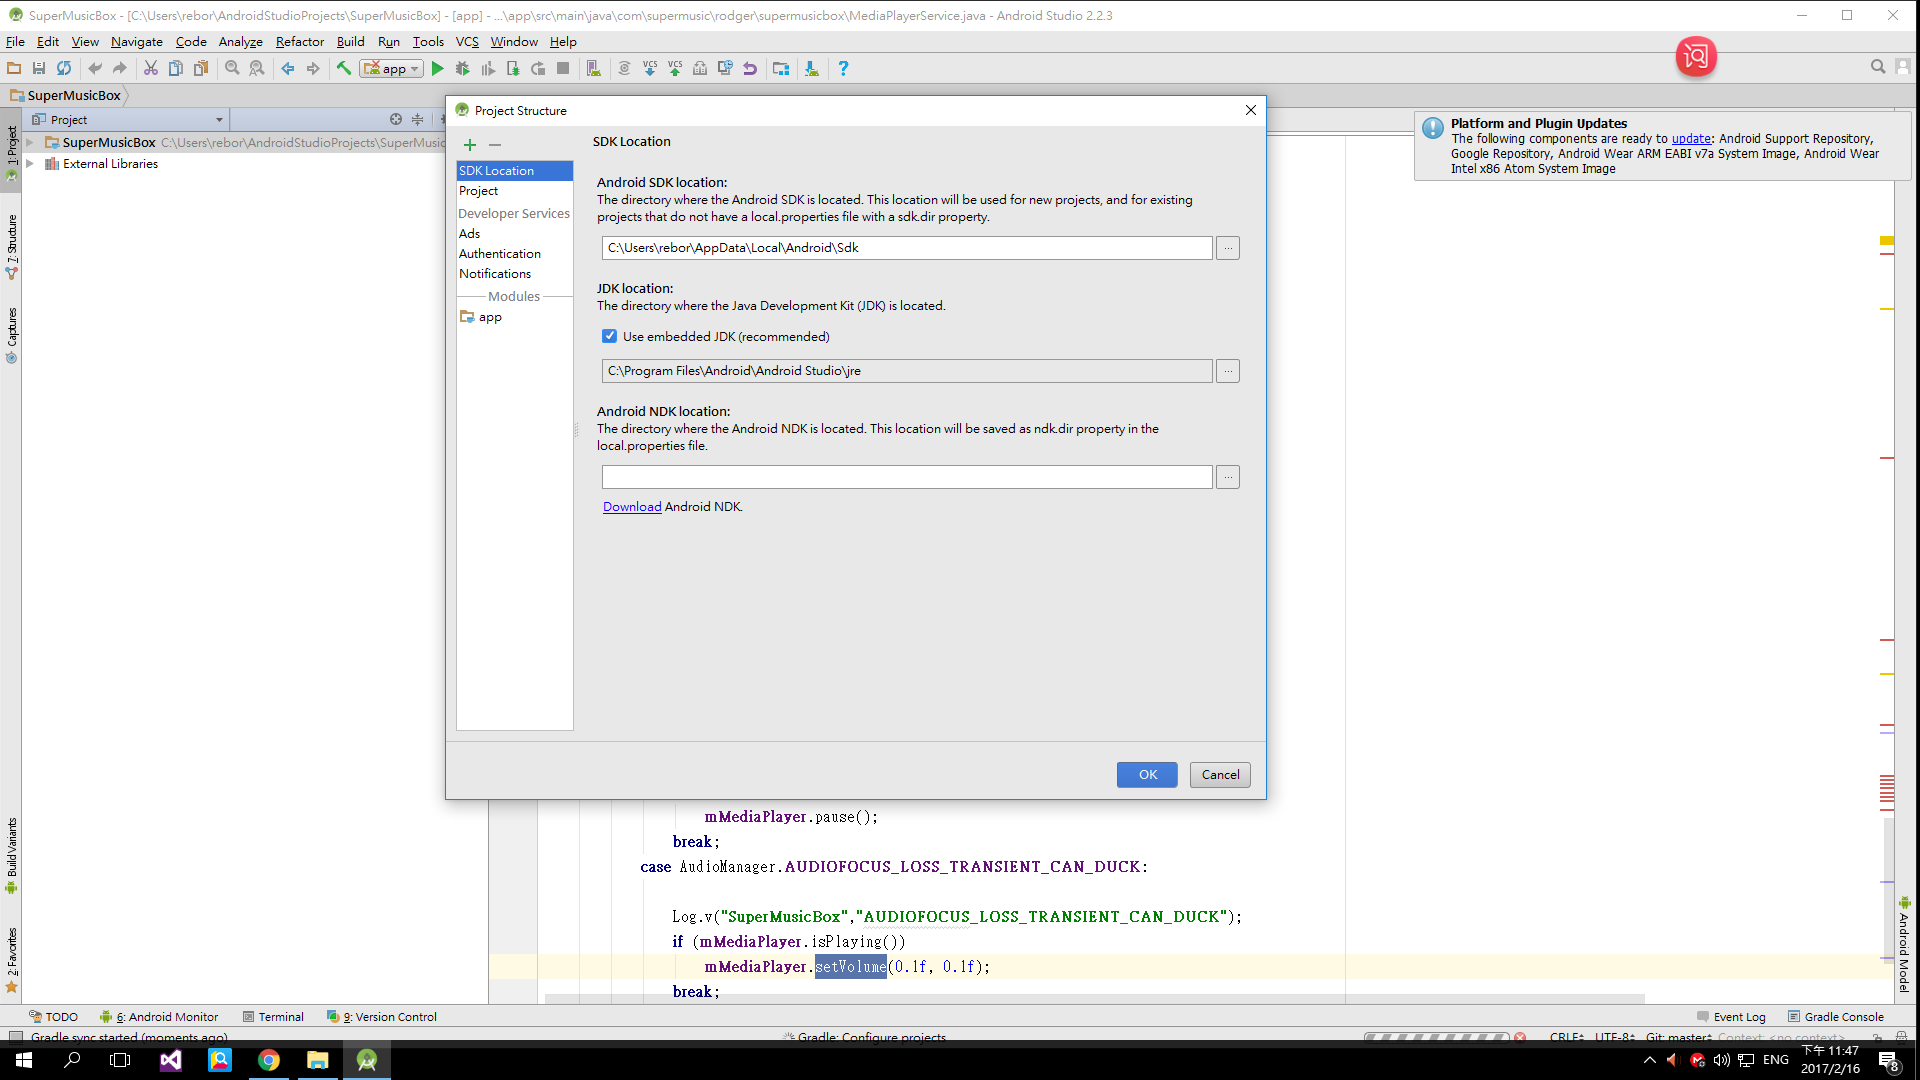 SuperMusicBox - [C:\Users\rebor\AndroidStudioProjects\SuperMusicBox] - [app] - ...\app\src\main\java\com\supermusic\rodger\supermusicbox\MediaPlayerService.java - Android Studio 2.2.3
File Edit View Navigate Code Analyze Refactor Build Run Tools VCS Window Help
app
VCS VCS
SuperMusicBox
Project
SuperMusicBox C:\Users\rebor\AndroidStudioProjects\SuperMusic
External Libraries
1: Project
7: Structure
Captures
Build Variants
2: Favorites
Project Structure
SDK Location
Project
Developer Services
Ads
Authentication
Notifications
Modules
app
SDK Location
Android SDK location:
The directory where the Android SDK is located. This location will be used for new projects, and for existing
projects that do not have a local.properties file with a sdk.dir property.
C:\Users\rebor\AppData\Local\Android\Sdk
...
JDK location:
The directory where the Java Development Kit (JDK) is located.
Use embedded JDK (recommended)
C:\Program Files\Android\Android Studio\jre
...
Android NDK location:
The directory where the Android NDK is located. This location will be saved as ndk.dir property in the
local.properties file.
...
Download Android NDK.
OK Cancel
Platform and Plugin Updates
The following components are ready to update: Android Support Repository,
Google Repository, Android Wear ARM EABI v7a System Image, Android Wear
Intel x86 Atom System Image
mMediaPlayer.pause();
break;
case AudioManager.AUDIOFOCUS_LOSS_TRANSIENT_CAN_DUCK:
Log.v("SuperMusicBox","AUDIOFOCUS_LOSS_TRANSIENT_CAN_DUCK");
if (mMediaPlayer.isPlaying())
mMediaPlayer.setVolume(0.1f, 0.1f);
break;
Android Model
TODO 6: Android Monitor Terminal 9: Version Control Event Log Gradle Console
Gradle sync started (moments ago) Gradle: Configure projects CRLF UTF-8 Git: master Context: <no context>
ENG
下午 11:47
2017/2/16
8